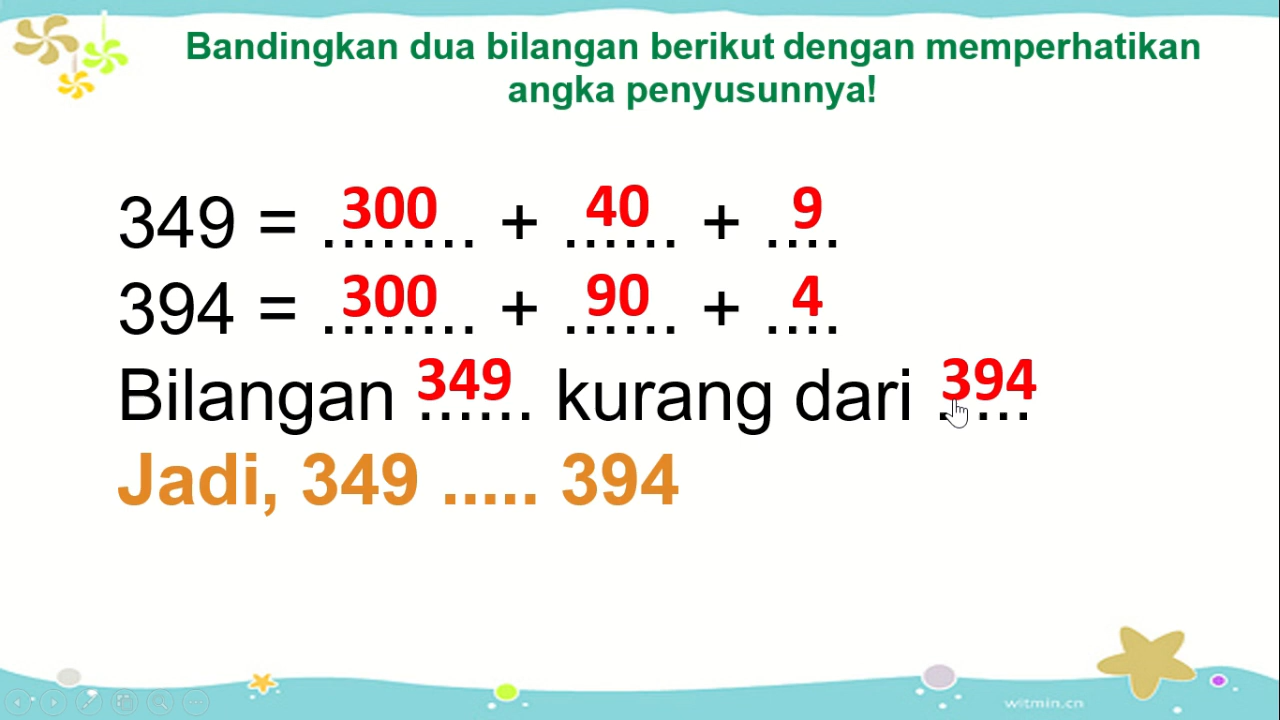 Bandingkan dua bilangan berikut dengan memperhatikan
angka penyusunnya!
349 = 300 + 40 + 9
394 = 300 + 90 + 4
Bilangan 349 kurang dari 394
Jadi, 349 ..... 394
witmin.cn